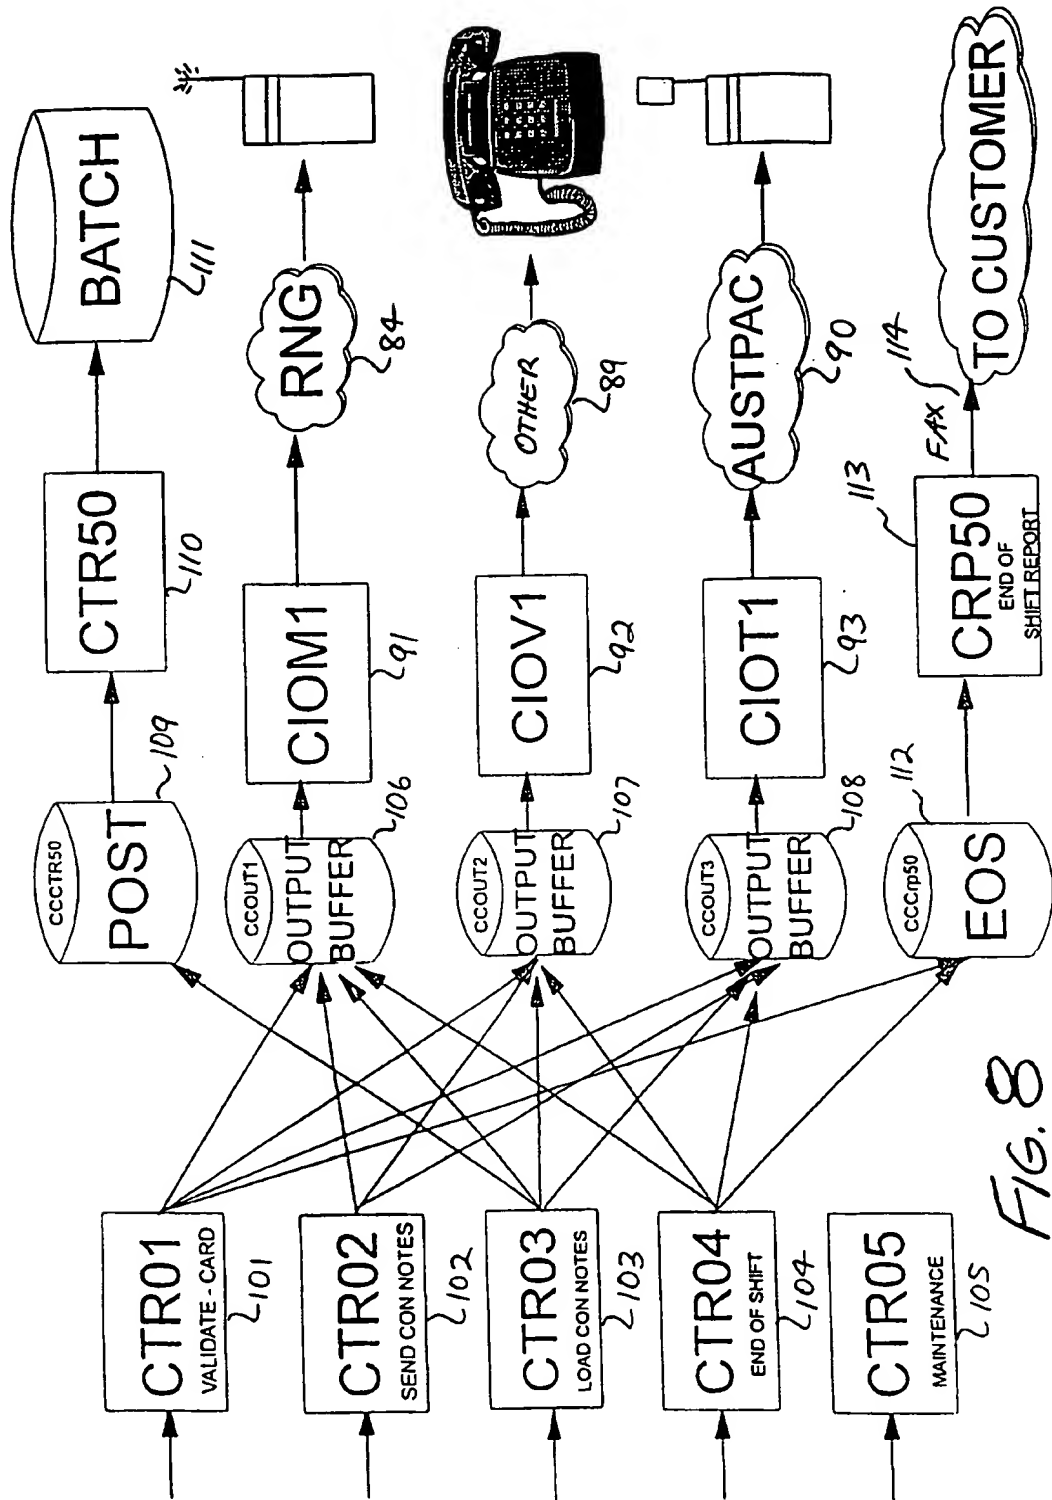 CTR01
VALIDATE - CARD
101
CTR02
SEND CON NOTES
102
CTR03
LOAD CON NOTES
103
CTR04
END OF SHIFT
104
CTR05
MAINTENANCE
105
CCCTR50
POST
109
CCOUT1
OUTPUT
BUFFER
106
CCOUT2
OUTPUT
BUFFER
107
CCOUT3
OUTPUT
BUFFER
108
CCCrp50
EOS
112
CTR50
110
CIOM1
91
CIOV1
92
CIOT1
93
CRP50
END OF
SHIFT REPORT
113
BATCH
111
RNG
84
OTHER
89
AUSTPAC
90
FAX
114
TO CUSTOMER
FIG. 8